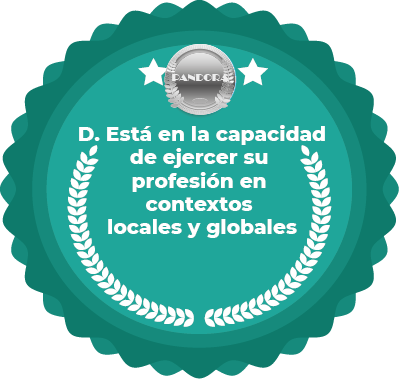 PANDORA
D. Está en la capacidad
de ejercer su
profesión en
contextos
locales y globales